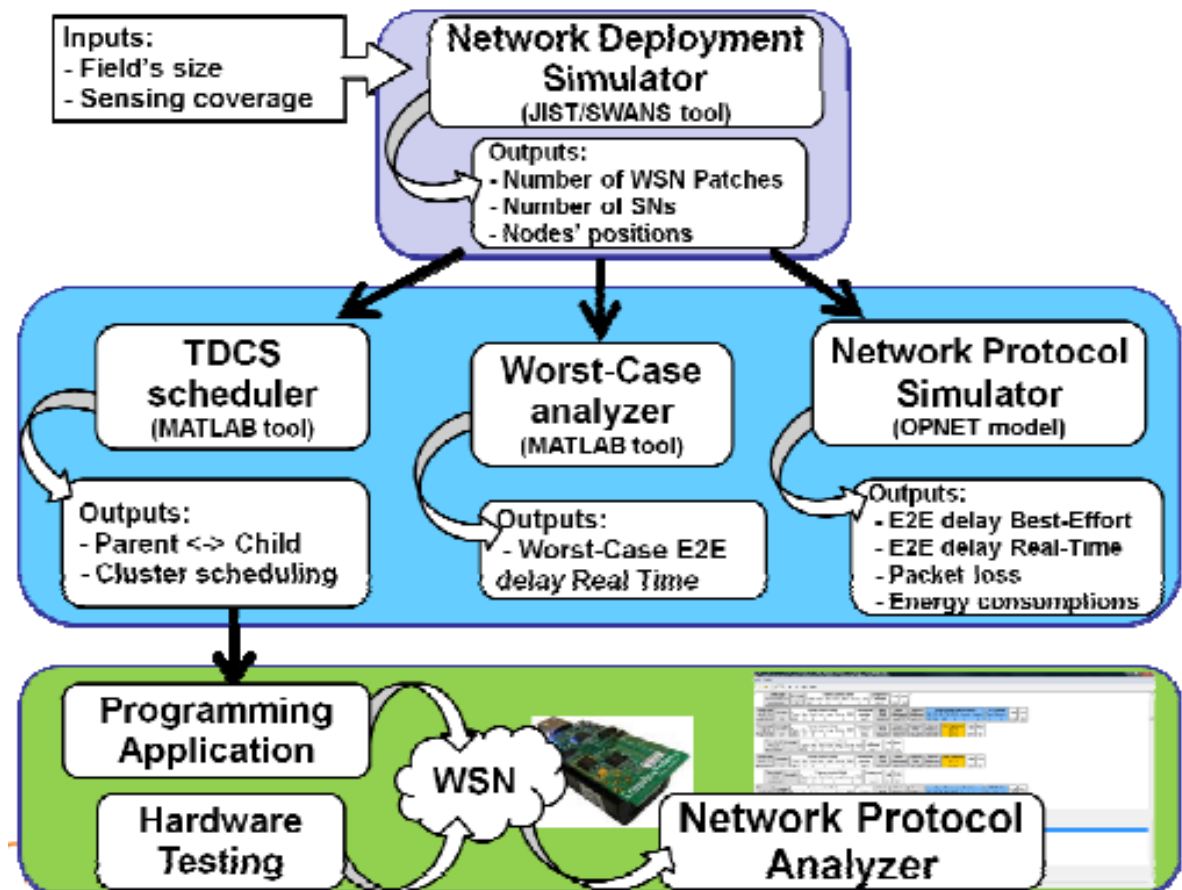 Inputs:
- Field's size
- Sensing coverage
Network Deployment
Simulator
(JIST/SWANS tool)
Outputs:
- Number of WSN Patches
- Number of SNs
- Nodes' positions
TDCS
scheduler
(MATLAB tool)
Outputs:
- Parent <-> Child
- Cluster scheduling
Worst-Case
analyzer
(MATLAB tool)
Outputs:
- Worst-Case E2E
delay Real Time
Network Protocol
Simulator
(OPNET model)
Outputs:
- E2E delay Best-Effort
- E2E delay Real-Time
- Packet loss
- Energy consumptions
Programming
Application
Hardware
Testing
WSN
Network Protocol
Analyzer